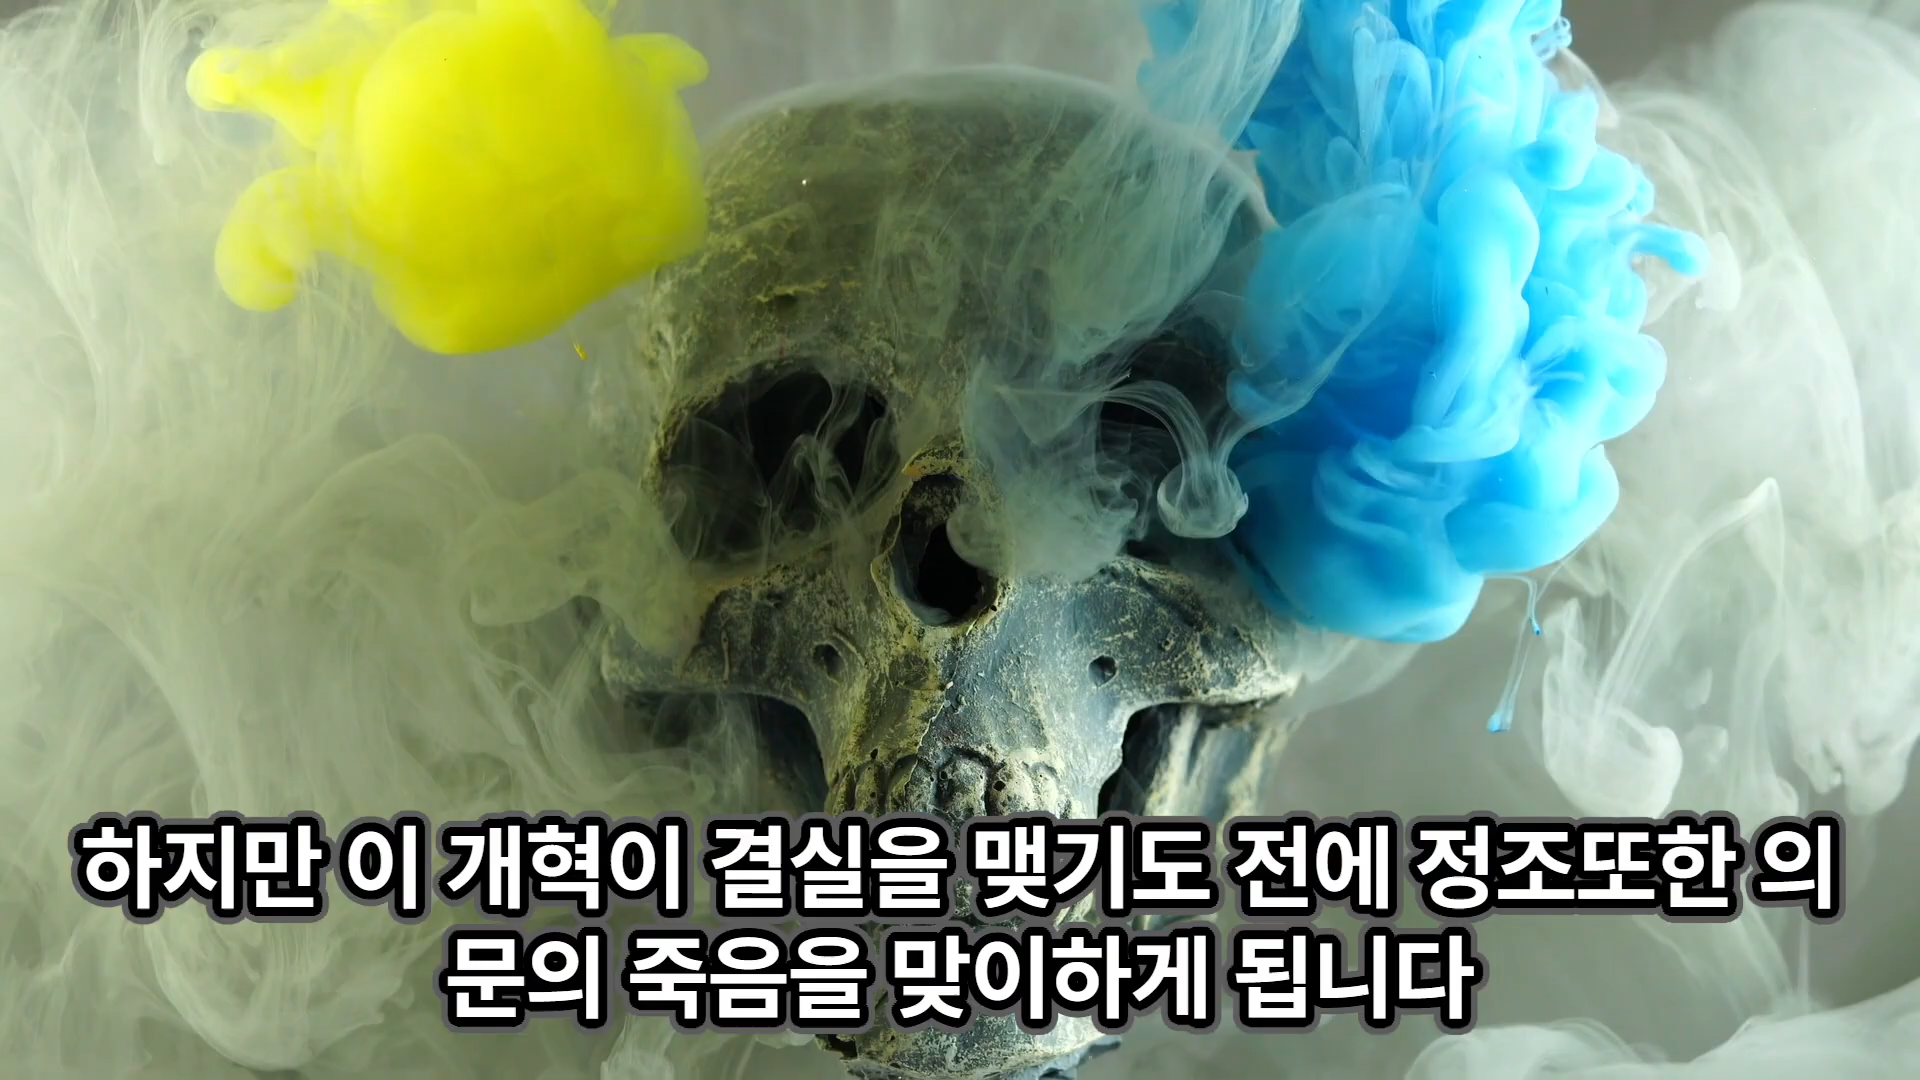 하지만 이 개혁이 결실을 맺기도 전에 정조또한 의
문의 죽음을 맞이하게 됩니다